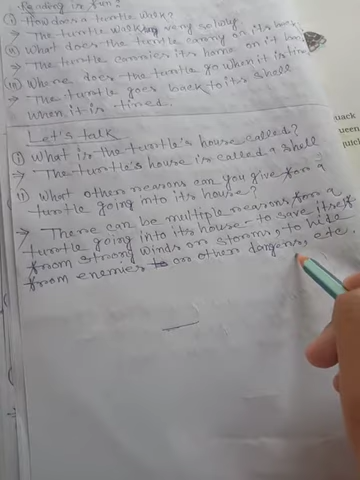 Reading is fun?
(i) How does a turtle walk?
→ The turtle walks very slowly.
(ii) What does the turtle carry on its back
→ The turtle carries its home on it back
(iii) Where does the turtle go when it is tired
→ The turtle goes back to its shell
when it is tired.
Let's talk
(i) What is the turtle's house called?
→ The turtle's house is called a shell
(ii) What other reasons can you give for a
turtle going into its house?
→ There can be multiple reasons for a
turtle going into its house - to save itself
from strong winds or storms, to hide
from enemies or other dangers, etc.
uack
ueen